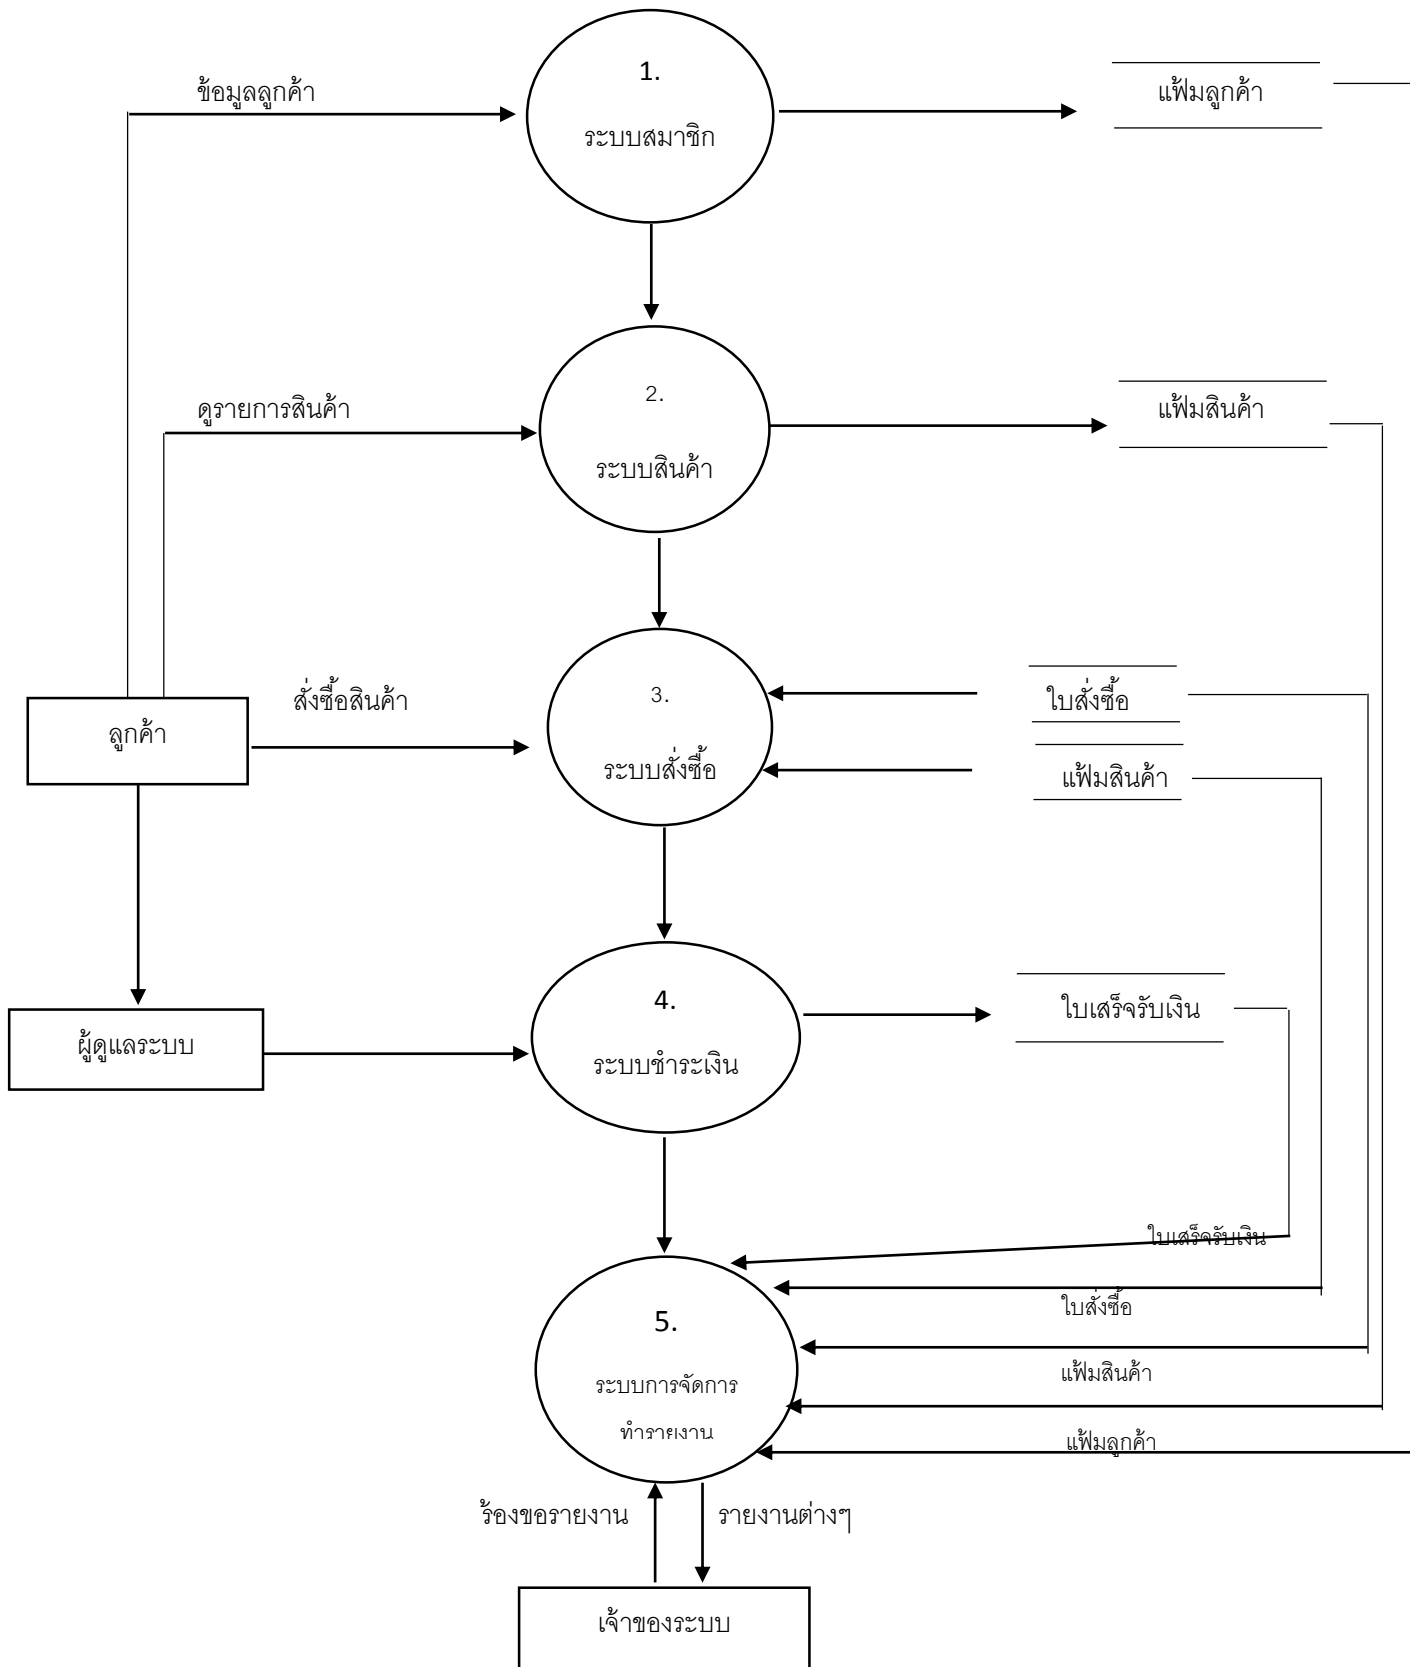 1.
ข้อมูลลูกค้า
แฟ้มลูกค้า
ระบบสมาชิก
2.
ดูรายการสินค้า
แฟ้มสินค้า
ระบบสินค้า
3.
สั่งซื้อสินค้า
ใบสั่งซื้อ
ลูกค้า
ระบบสั่งซื้อ
แฟ้มสินค้า
4.
ใบเสร็จรับเงิน
ผู้ดูแลระบบ
ระบบชำระเงิน
ใบเสร็จรับเงิน
ใบสั่งซื้อ
5.
แฟ้มสินค้า
ระบบการจัดการ
ทำรายงาน
แฟ้มลูกค้า
ร้องขอรายงาน
รายงานต่างๆ
เจ้าของระบบ